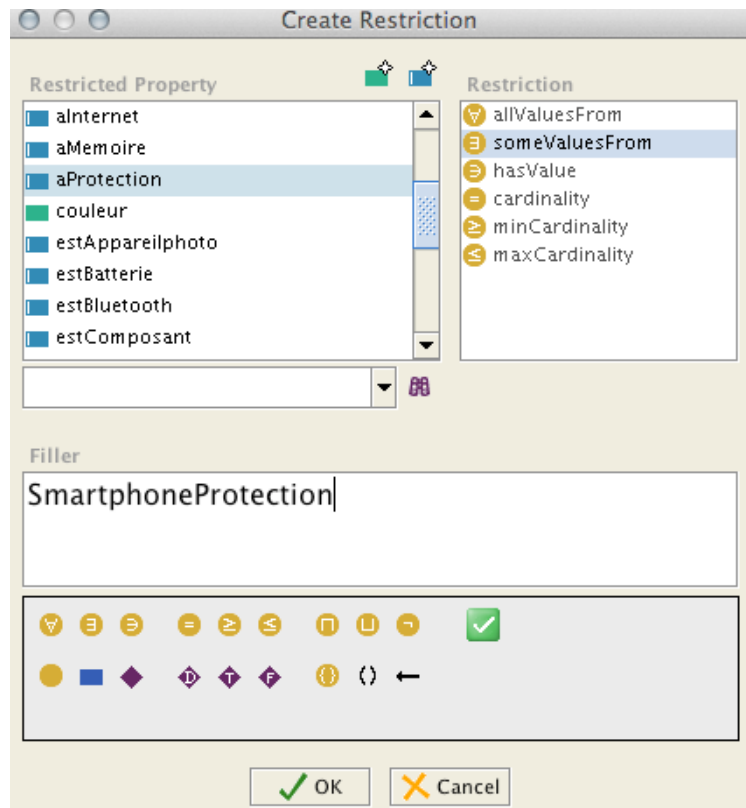 Create Restriction
Restricted Property
aInternet
aMemoire
aProtection
couleur
estAppareilphoto
estBatterie
estBluetooth
estComposant
Restriction
∀ allValuesFrom
∃ someValuesFrom
∋ hasValue
= cardinality
≥ minCardinality
≤ maxCardinality
Filler
SmartphoneProtection
∀ ∃ ∋ = ≥ ≤ ⊓ ⊔ ¬
D T F {} () ←
OK Cancel